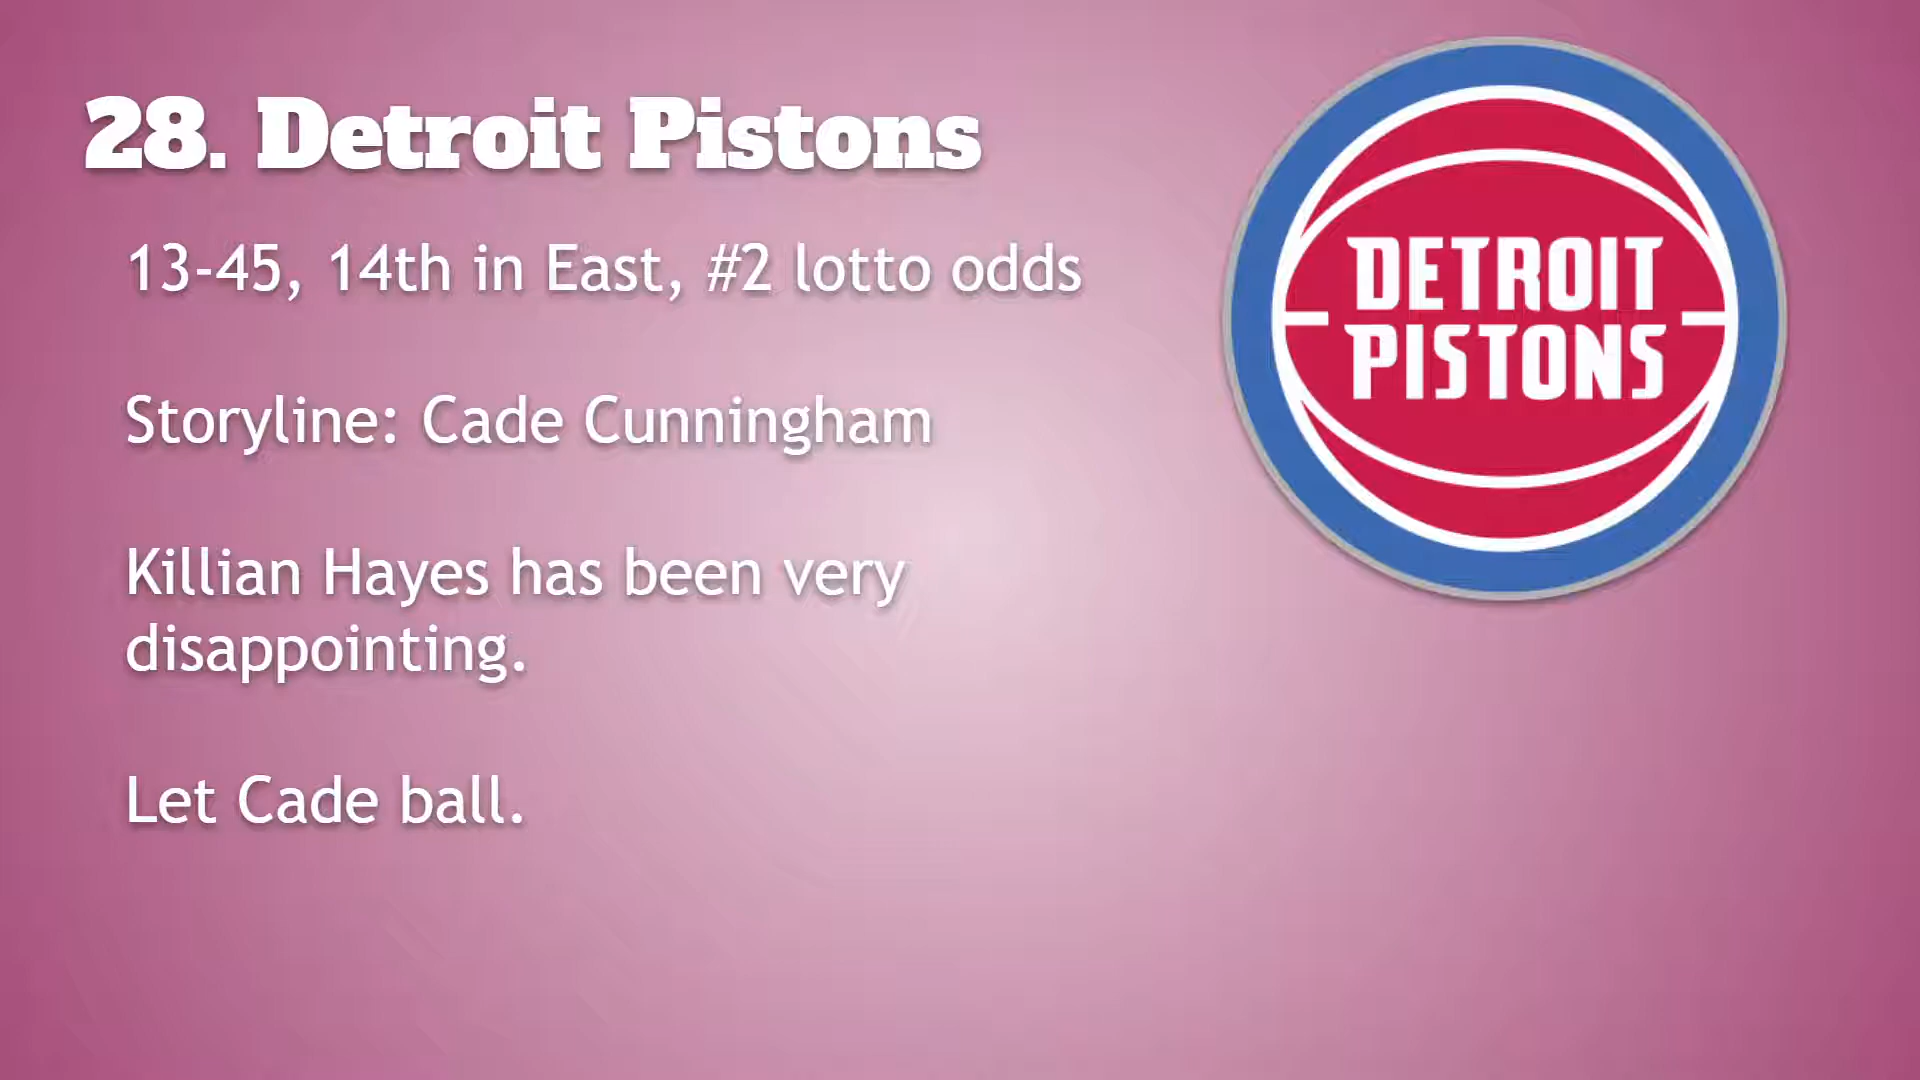 28. Detroit Pistons
13-45, 14th in East, #2 lotto odds
Storyline: Cade Cunningham
Killian Hayes has been very
disappointing.
Let Cade ball.
DETROIT
PISTONS